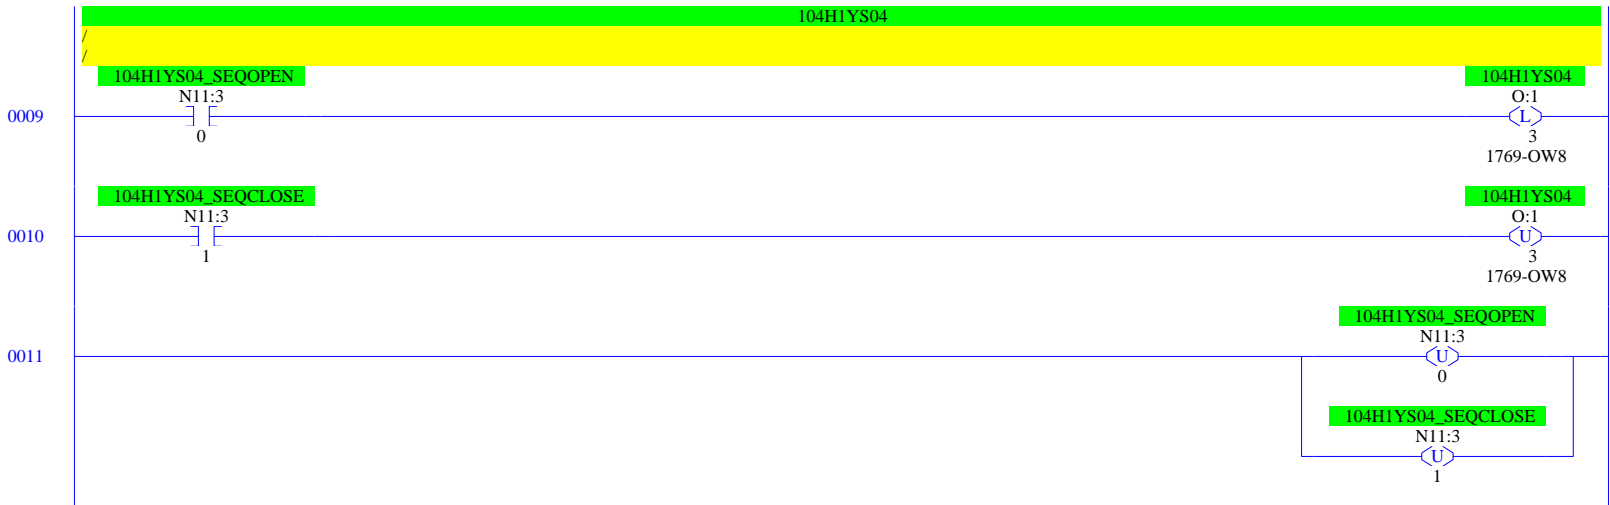 104H1YS04
/
/
104H1YS04_SEQOPEN 104H1YS04
N11:3 O:1
0009 L
0 3
1769-OW8
104H1YS04_SEQCLOSE 104H1YS04
N11:3 O:1
0010 U
1 3
1769-OW8
104H1YS04_SEQOPEN
N11:3
0011 U
0
104H1YS04_SEQCLOSE
N11:3
U
1